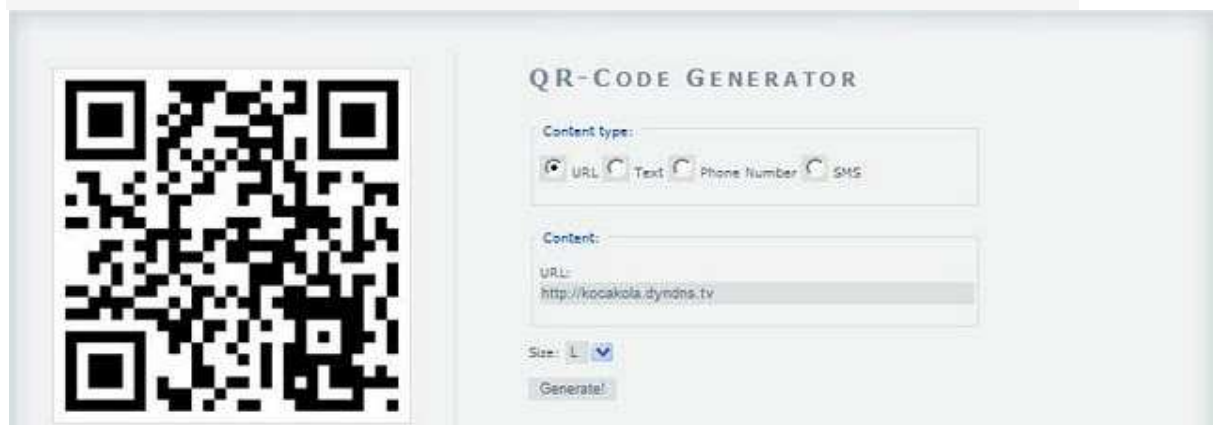 QR-CODE GENERATOR
Content type:
URL Text Phone Number SMS
Content:
URL:
http://kocakola.dyndns.tv
Size: L
Generate!